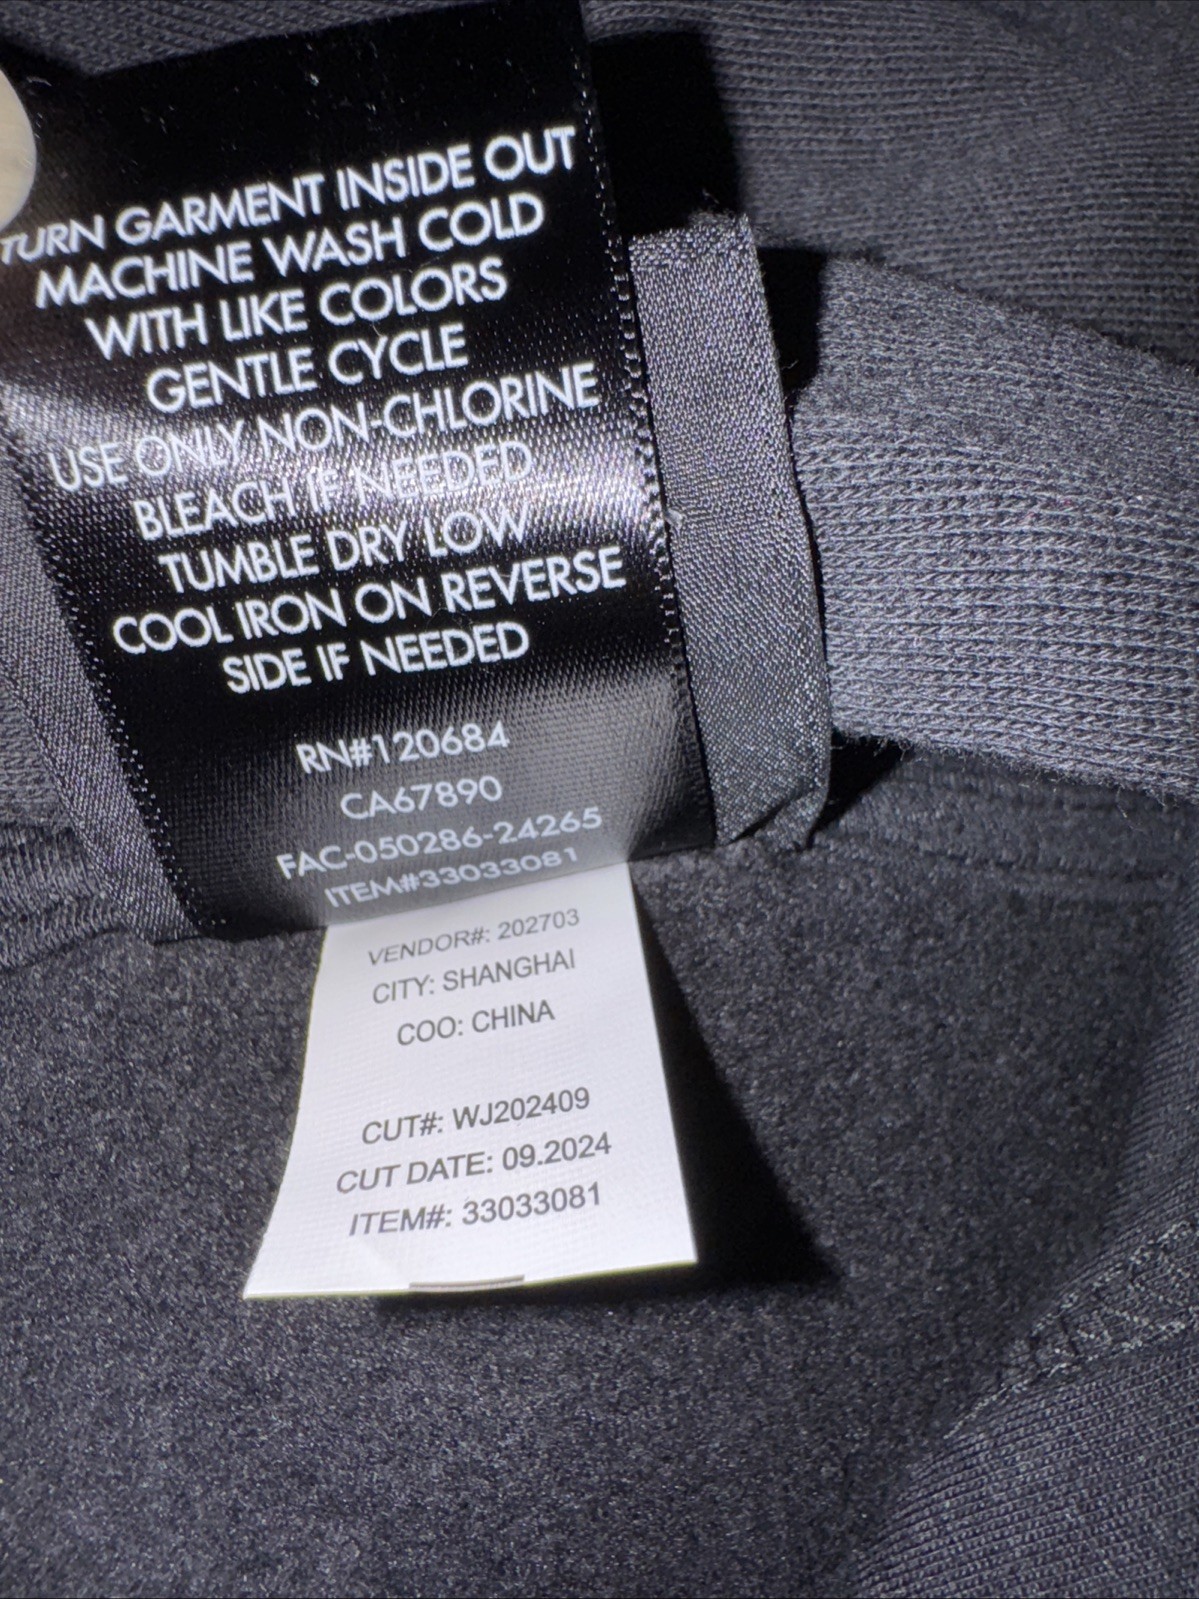 TURN GARMENT INSIDE OUT
MACHINE WASH COLD
WITH LIKE COLORS
GENTLE CYCLE
USE ONLY NON-CHLORINE
BLEACH IF NEEDED
TUMBLE DRY LOW
COOL IRON ON REVERSE
SIDE IF NEEDED
RN#120684
CA67890
FAC-050286-24265
ITEM#33033081
VENDOR#: 202703
CITY: SHANGHAI
COO: CHINA
CUT#: WJ202409
CUT DATE: 09.2024
ITEM#: 33033081